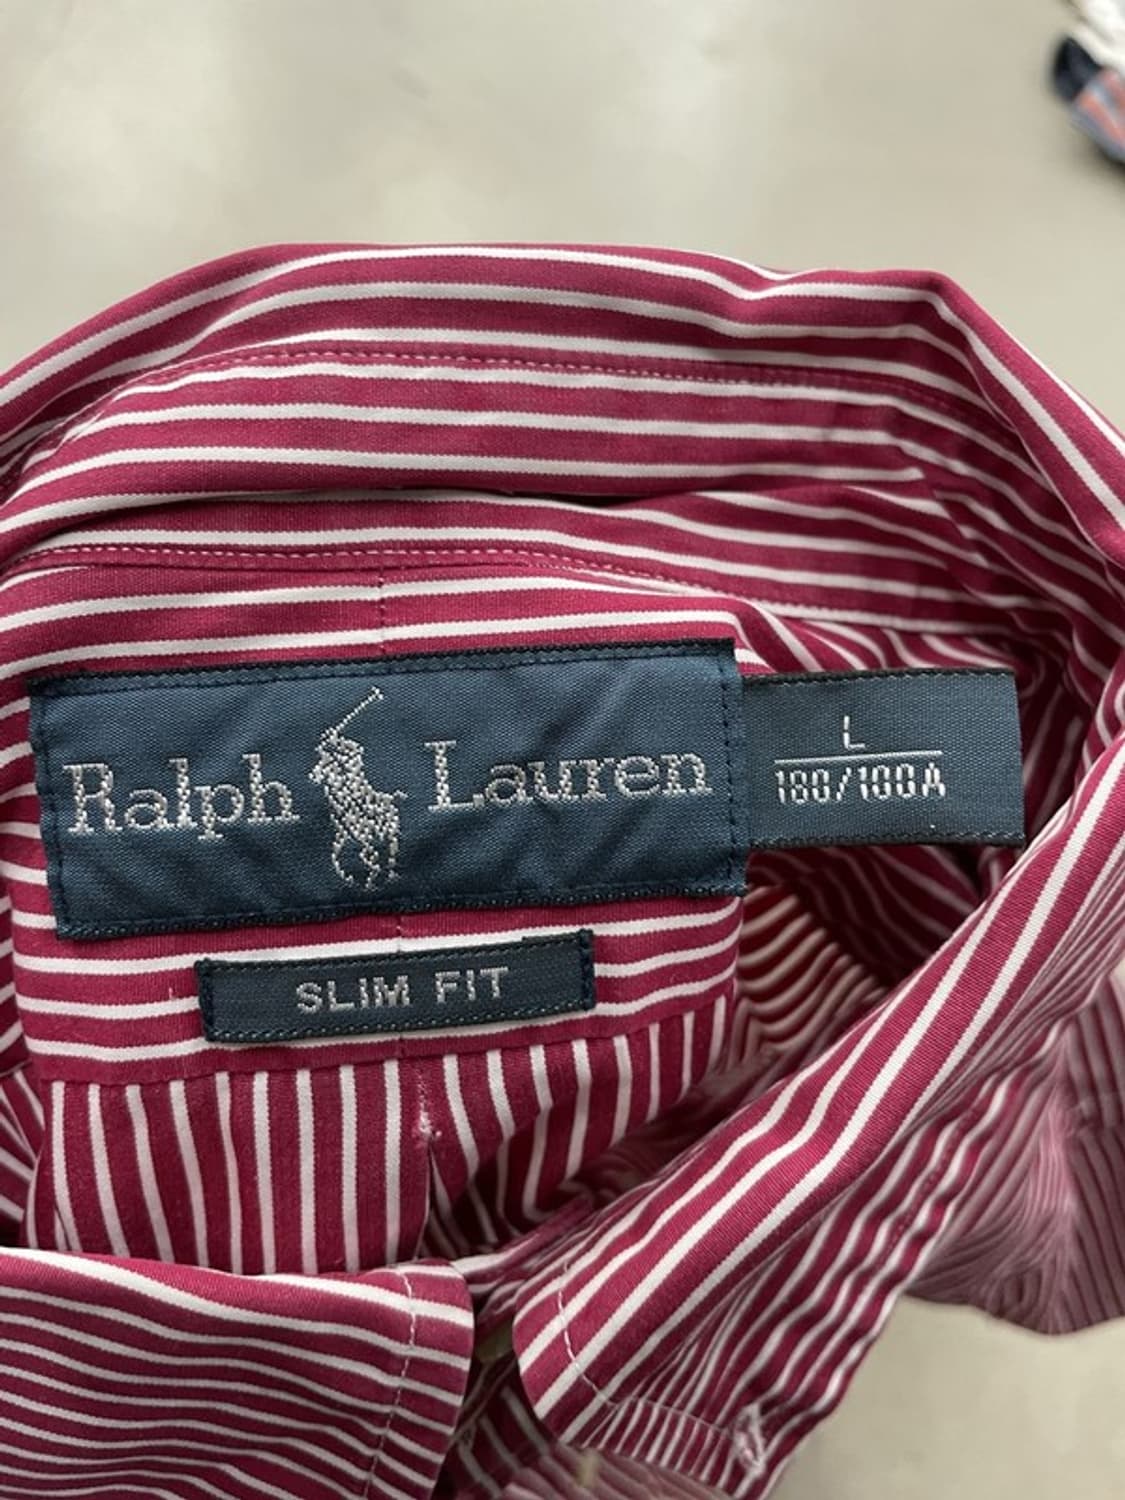 Ralph Lauren
L
180/100A
SLIM FIT